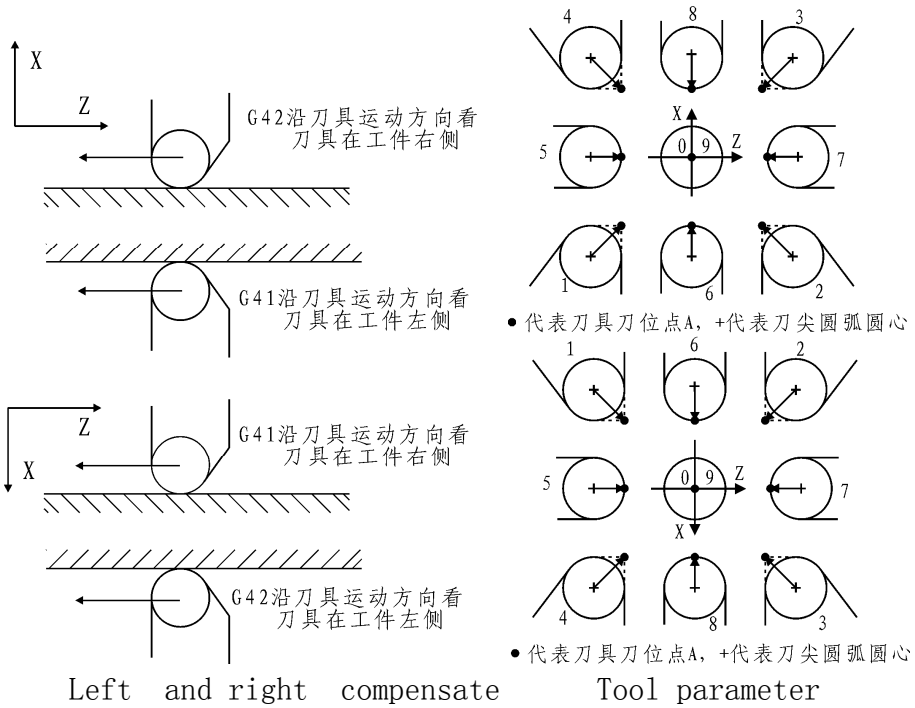 X
Z
G42沿刀具运动方向看
刀具在工件右侧
G41沿刀具运动方向看
刀具在工件左侧
Z
X
G41沿刀具运动方向看
刀具在工件右侧
G42沿刀具运动方向看
刀具在工件左侧
Left and right compensate
4
8
3
X
5
0
9
Z
7
1
6
2
●代表刀具刀位点A, +代表刀尖圆弧圆心
1
6
2
5
0
9
Z
7
X
4
8
3
●代表刀具刀位点A, +代表刀尖圆弧圆心
Tool parameter